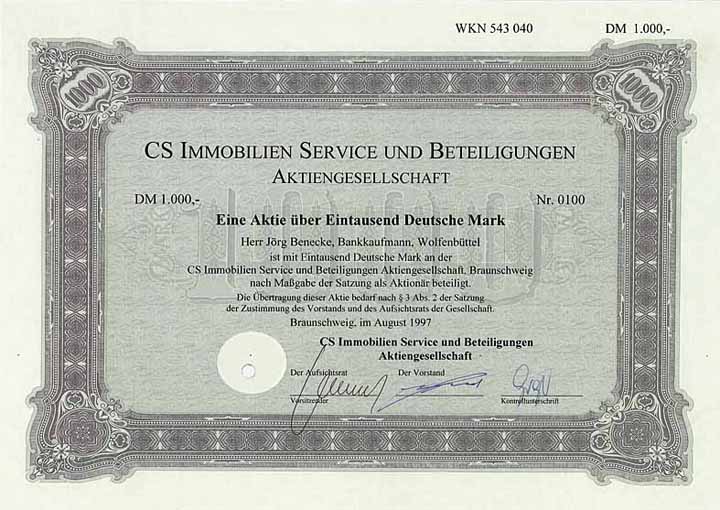 WKN 543 040 DM 1.000,-
1000 1000
CS IMMOBILIEN SERVICE UND BETEILIGUNGEN
AKTIENGESELLSCHAFT
DM 1.000,- Nr. 0100
Eine Aktie über Eintausend Deutsche Mark
Herr Jörg Benecke, Bankkaufmann, Wolfenbüttel
ist mit Eintausend Deutsche Mark an der
CS Immobilien Service und Beteiligungen Aktiengesellschaft, Braunschweig
nach Maßgabe der Satzung als Aktionär beteiligt.
Die Übertragung dieser Aktie bedarf nach § 3 Abs. 2 der Satzung
der Zustimmung des Vorstands und des Aufsichtsrats der Gesellschaft.
Braunschweig, im August 1997
CS Immobilien Service und Beteiligungen
Aktiengesellschaft
Der Aufsichtsrat Der Vorstand
Vorsitzender Kontrollunterschrift